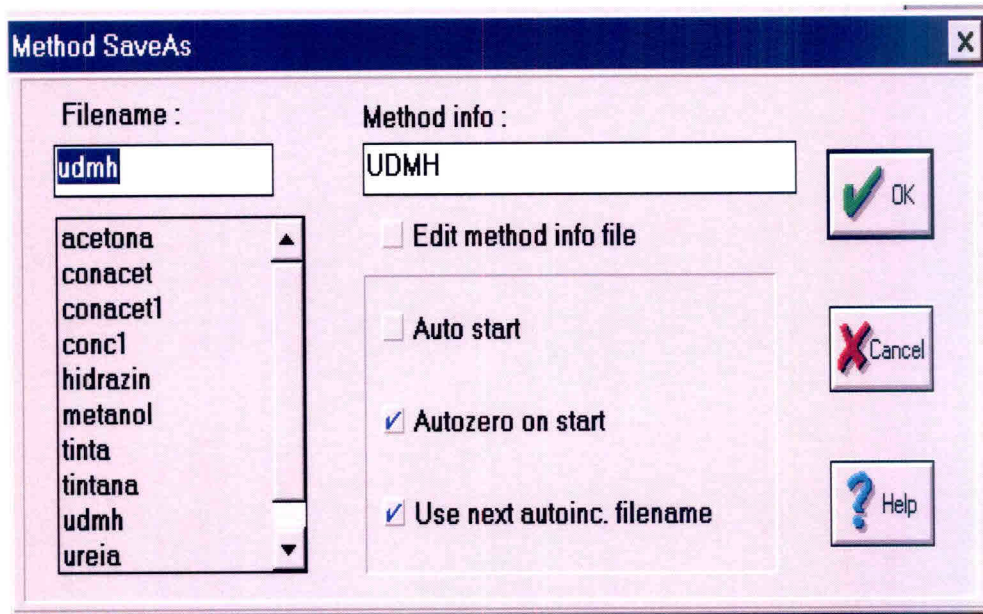 Method SaveAs
Filename :
udmh
acetona
conacet
conacet1
conc1
hidrazin
metanol
tinta
tintana
udmh
ureia
Method info :
UDMH
Edit method info file
Auto start
Autozero on start
Use next autoinc. filename
OK
Cancel
Help